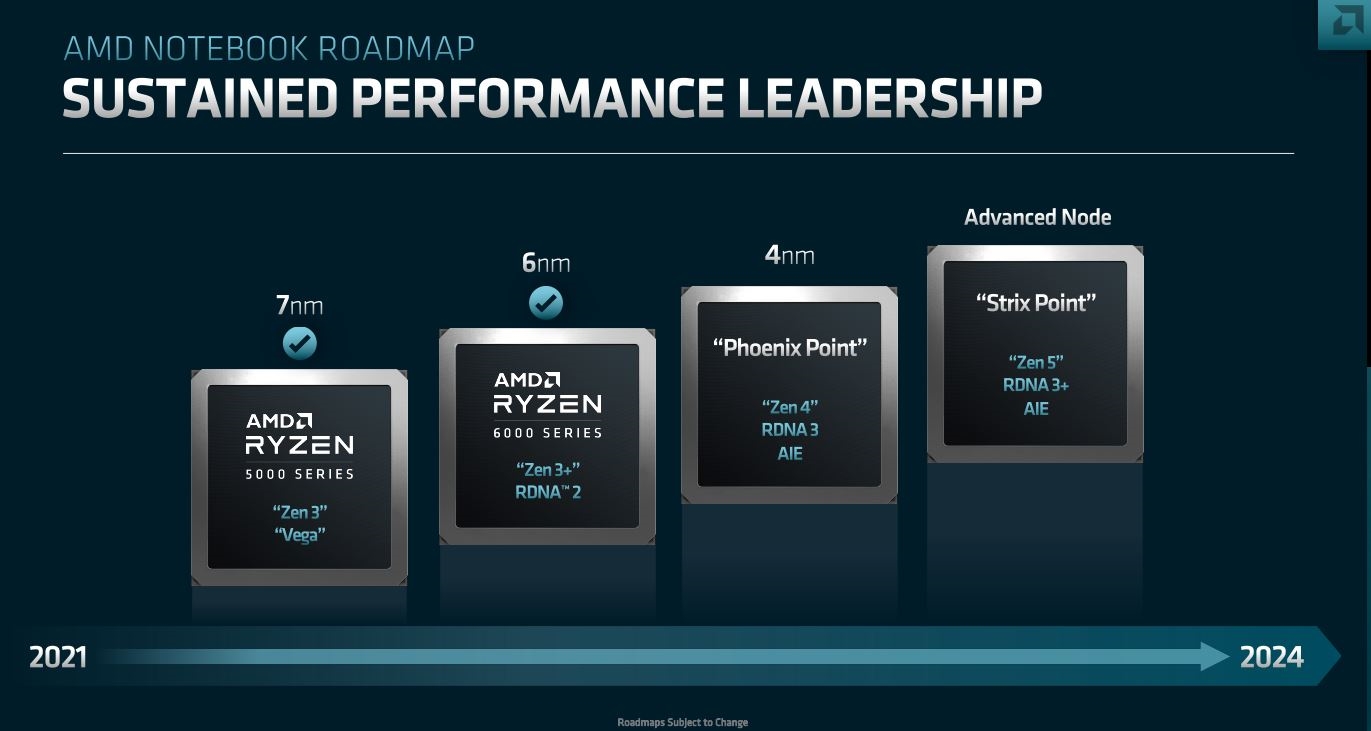 AMD NOTEBOOK ROADMAP
SUSTAINED PERFORMANCE LEADERSHIP
7nm
AMD
RYZEN
5000 SERIES
“Zen 3”
“Vega”
6nm
AMD
RYZEN
6000 SERIES
“Zen 3+”
RDNA™ 2
4nm
“Phoenix Point”
“Zen 4”
RDNA 3
AIE
Advanced Node
“Strix Point”
“Zen 5”
RDNA 3+
AIE
2021
2024
Roadmaps Subject to Change